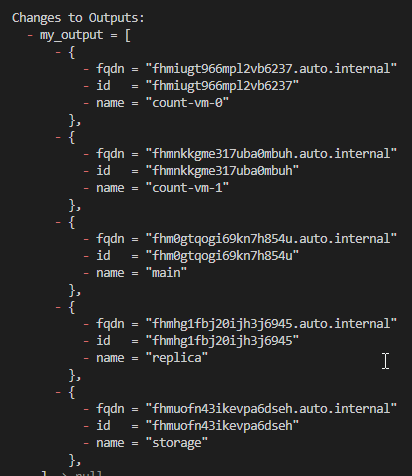 Changes to Outputs:
- my_output = [
- {
- fqdn = "fhmiugt966mpl2vb6237.auto.internal"
- id = "fhmiugt966mpl2vb6237"
- name = "count-vm-0"
},
- {
- fqdn = "fhmnkkgme317uba0mbuh.auto.internal"
- id = "fhmnkkgme317uba0mbuh"
- name = "count-vm-1"
},
- {
- fqdn = "fhm0gtqogi69kn7h854u.auto.internal"
- id = "fhm0gtqogi69kn7h854u"
- name = "main"
},
- {
- fqdn = "fhmhg1fbj20ijh3j6945.auto.internal"
- id = "fhmhg1fbj20ijh3j6945"
- name = "replica"
},
- {
- fqdn = "fhmuofn43ikevpa6dseh.auto.internal"
- id = "fhmuofn43ikevpa6dseh"
- name = "storage"
},
] -> null